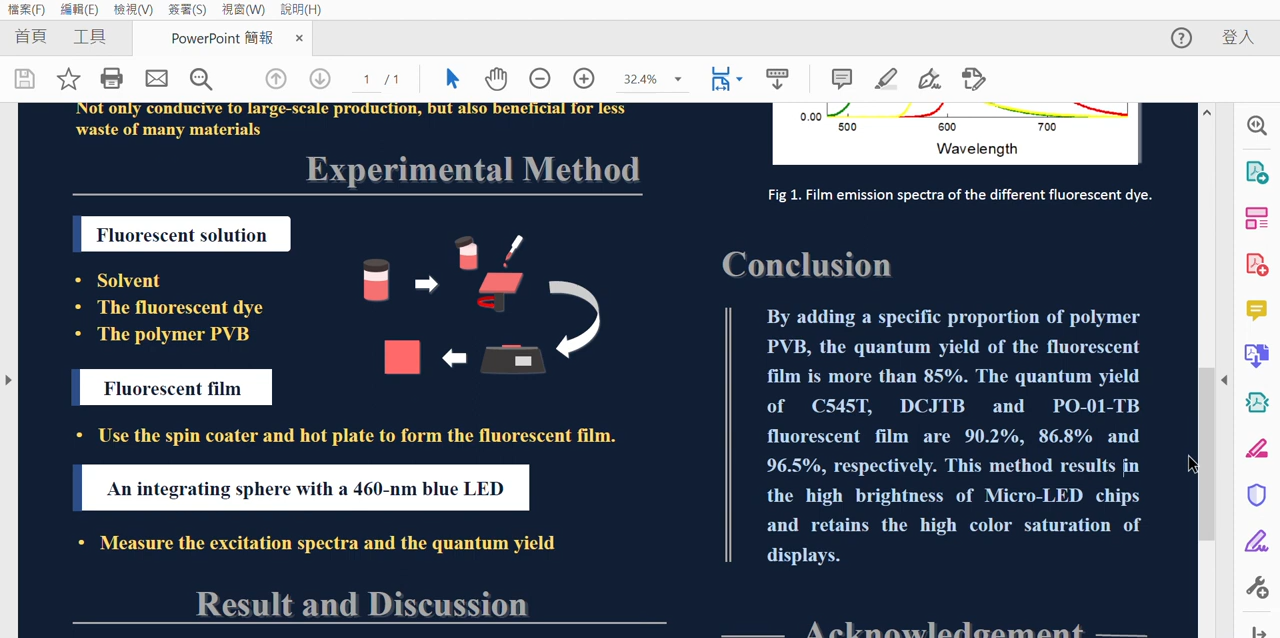 檔案(F) 編輯(E) 檢視(V) 簽署(S) 視窗(W) 說明(H)
首頁 工具 PowerPoint 簡報 × ? 登入
1 / 1 32.4%
Not only conducive to large-scale production, but also beneficial for less
waste of many materials
Experimental Method
Fluorescent solution
• Solvent
• The fluorescent dye
• The polymer PVB
Fluorescent film
• Use the spin coater and hot plate to form the fluorescent film.
An integrating sphere with a 460-nm blue LED
• Measure the excitation spectra and the quantum yield
Result and Discussion
0.00
500 600 700
Wavelength
Fig 1. Film emission spectra of the different fluorescent dye.
Conclusion
By adding a specific proportion of polymer
PVB, the quantum yield of the fluorescent
film is more than 85%. The quantum yield
of C545T, DCJTB and PO-01-TB
fluorescent film are 90.2%, 86.8% and
96.5%, respectively. This method results in
the high brightness of Micro-LED chips
and retains the high color saturation of
displays.
Acknowledgement